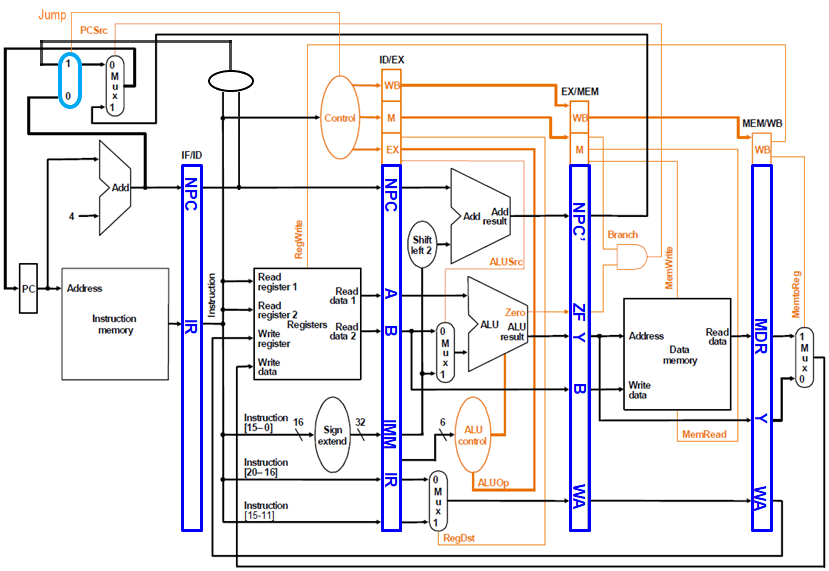 Jump
PCSrc
1
0
0
M
u
x
1
ID/EX
WB
M
EX
Control
EX/MEM
WB
M
MEM/WB
WB
IF/ID
NPC
IR
Add
4
PC
Address
Instruction
memory
Instruction
RegWrite
Read
register 1
Read
register 2
Write
register
Write
data
Registers
Read
data 1
Read
data 2
NPC
A
B
IMM
IR
Add
Add
result
Shift
left 2
ALUSrc
Zero
ALU
ALU
result
0
M
u
x
1
Branch
MemWrite
NPC'
ZF
Y
B
WA
Address
Read
data
Data
memory
Write
data
MemRead
MDR
Y
WA
MemtoReg
1
M
u
x
0
Instruction
[15–0]
16
Sign
extend
32
6
ALU
control
ALUOp
Instruction
[20–16]
Instruction
[15-11]
0
M
u
x
1
RegDst